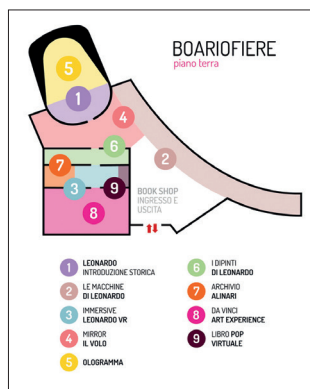 BOARIOFIERE
piano terra
5
1
4
6
2
7
3
9
8
BOOK SHOP
INGRESSO E
USCITA
1 LEONARDO
INTRODUZIONE STORICA
2 LE MACCHINE
DI LEONARDO
3 IMMERSIVE
LEONARDO VR
4 MIRROR
IL VOLO
5 OLOGRAMMA
6 I DIPINTI
DI LEONARDO
7 ARCHIVIO
ALINARI
8 DA VINCI
ART EXPERIENCE
9 LIBRO POP
VIRTUALE